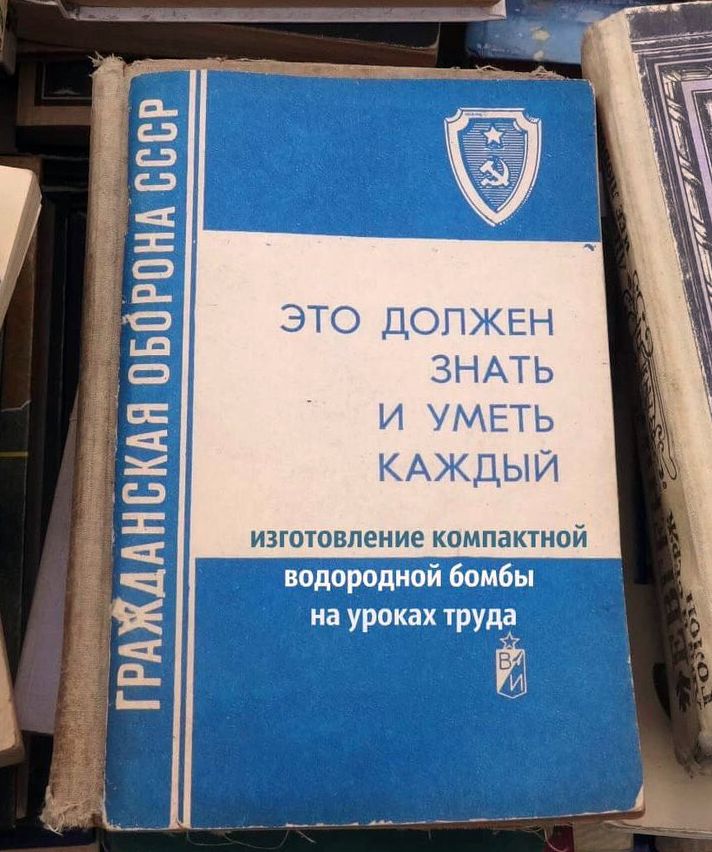 ГРАЖДАНСКАЯ ОБОРОНА СССР
ЭТО ДОЛЖЕН
ЗНАТЬ
И УМЕТЬ
КАЖДЫЙ
изготовление компактной
водородной бомбы
на уроках труда
В
И